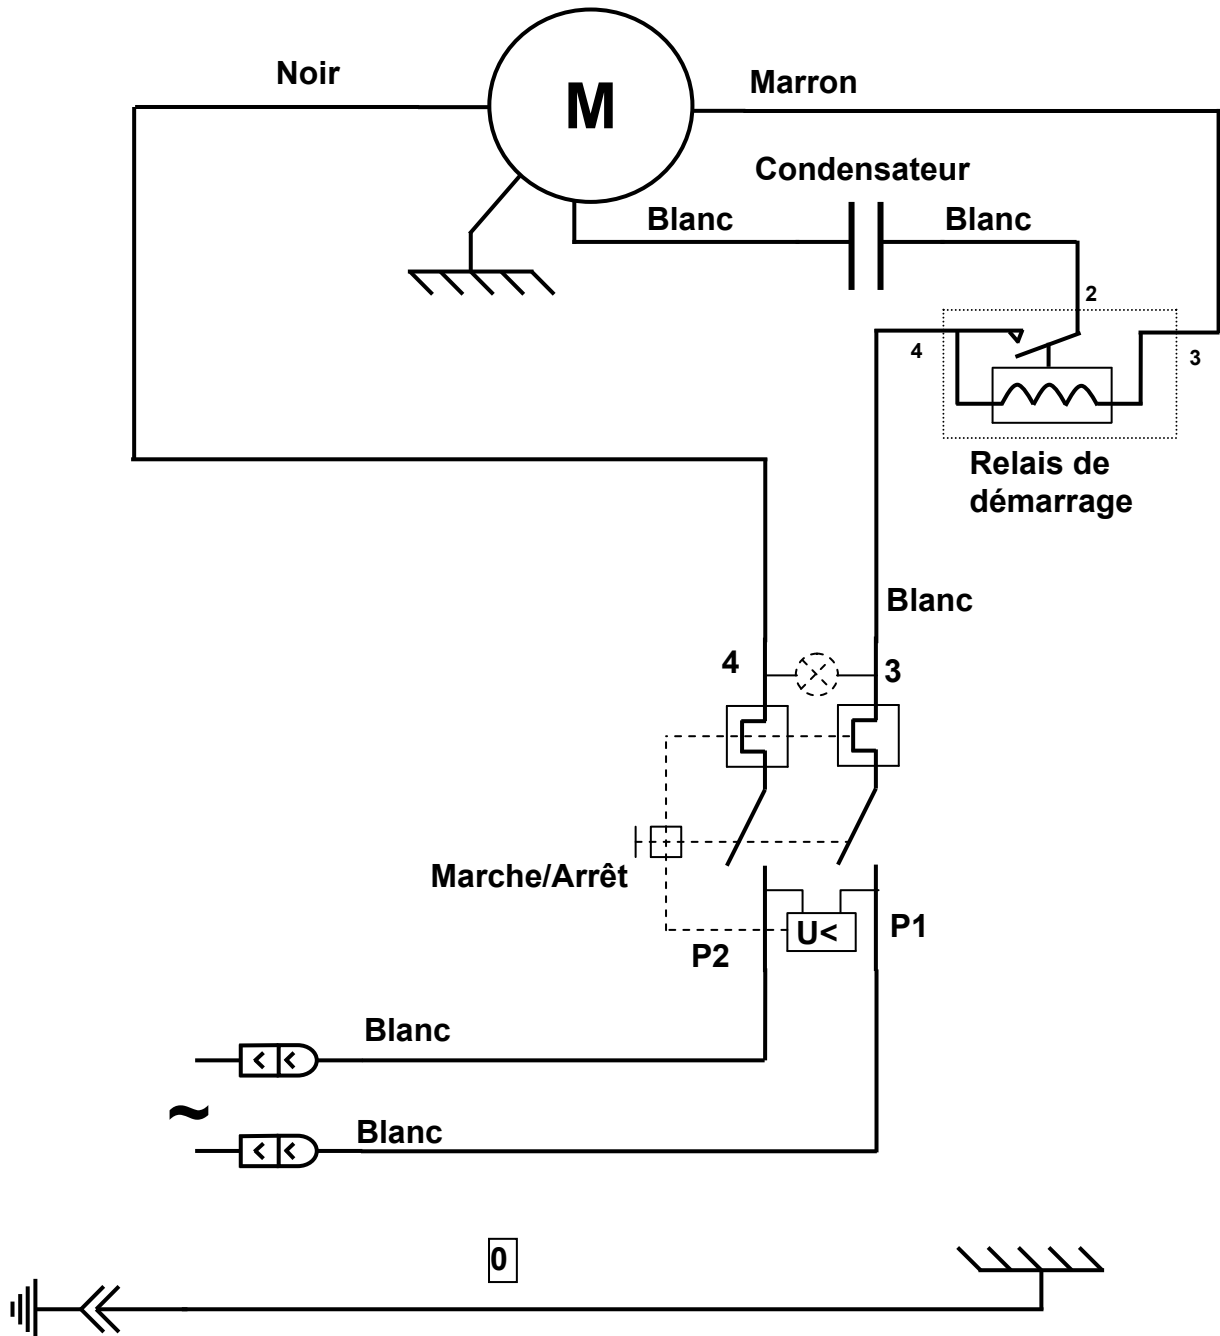 Noir
Marron
M
Condensateur
Blanc
Blanc
2
4
3
Relais de
démarrage
Blanc
4
3
Marche/Arrêt
U<
P1
P2
Blanc
~
Blanc
0